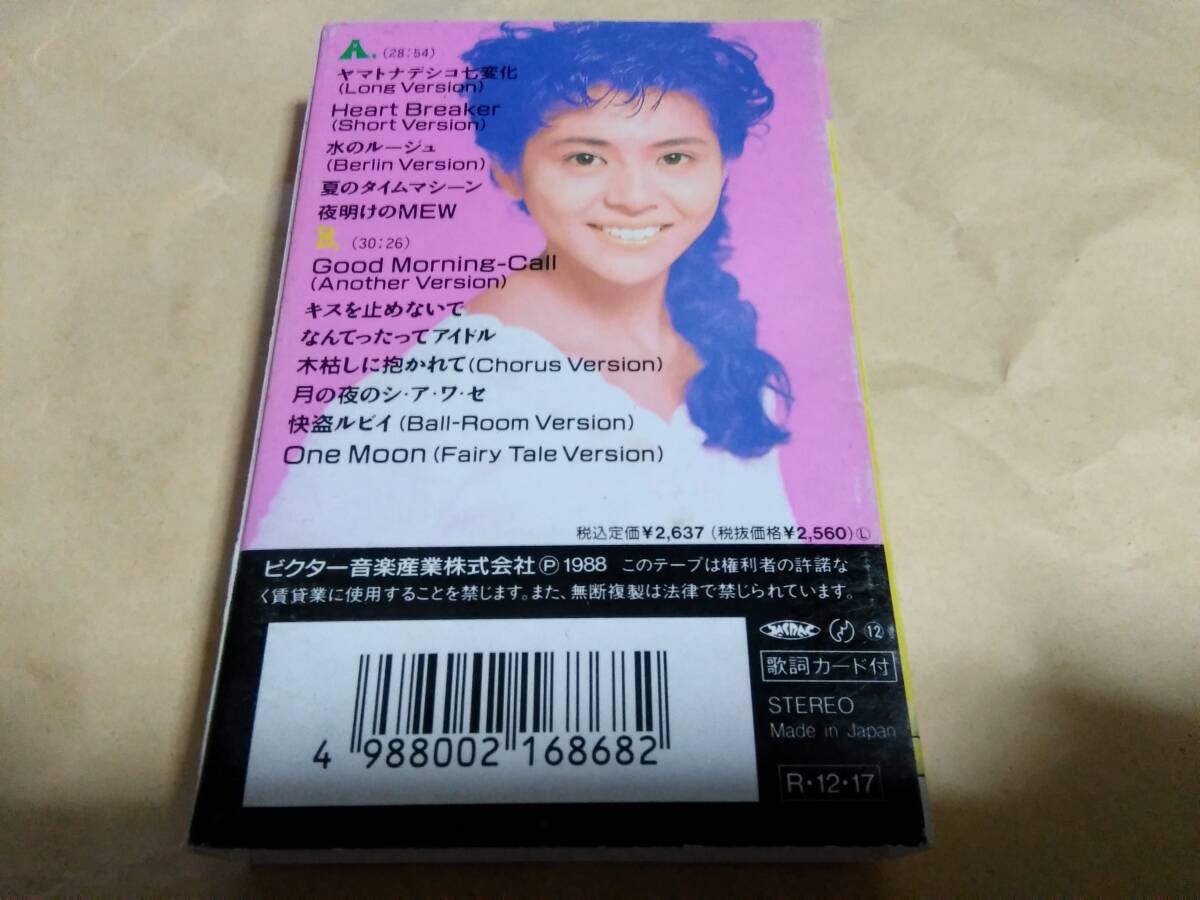 A. (28:54)
ヤマトナデシコ七変化
(Long Version)
Heart Breaker
(Short Version)
水のルージュ
(Berlin Version)
夏のタイムマシーン
夜明けのMEW
B. (30:26)
Good Morning-Call
(Another Version)
キスを止めないで
なんてったってアイドル
木枯しに抱かれて(Chorus Version)
月の夜のシ・ア・ワ・セ
快盗ルビイ(Ball-Room Version)
One Moon (Fairy Tale Version)
税込定価¥2,637 (税抜価格¥2,560) Ⓛ
ビクター音楽産業株式会社Ⓟ1988 このテープは権利者の許諾な
く賃貸業に使用することを禁じます。また、無断複製は法律で禁じられています。
JASRAC ⑫
歌詞カード付
STEREO
Made in Japan
R・12・17
4 988002 168682